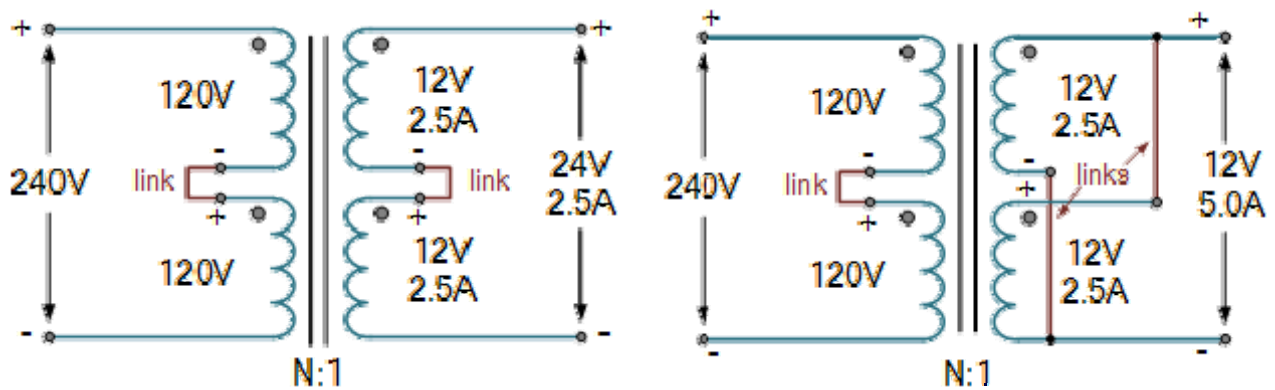 + +
120V 12V
2.5A
- -
240V link link 24V
2.5A
+ +
120V 12V
2.5A
- -
N:1
+ +
120V 12V
2.5A
- -
240V link links 12V
5.0A
+ +
120V 12V
2.5A
- -
N:1